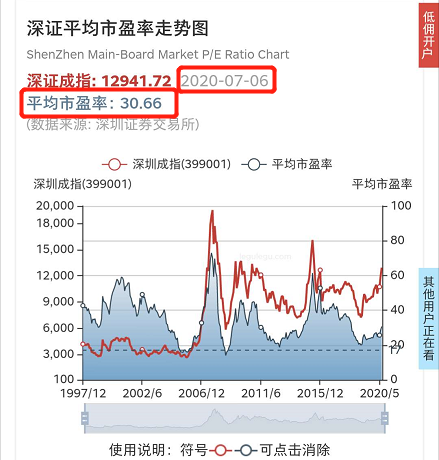 深证平均市盈率走势图
ShenZhen Main-Board Market P/E Ratio Chart
深证成指: 12941.72 2020-07-06
平均市盈率: 30.66
(数据来源: 深圳证券交易所)
低佣开户
深圳成指(399001) 平均市盈率
深圳成指(399001) 平均市盈率
20,000 100
18,000
15,000 80
12,000 60
9,000 40
6,000 20
17
3,000
100 0
1997/12 2002/6 2006/12 2011/6 2015/12 2020/5
其他用户正在看
使用说明: 符号 可点击消除